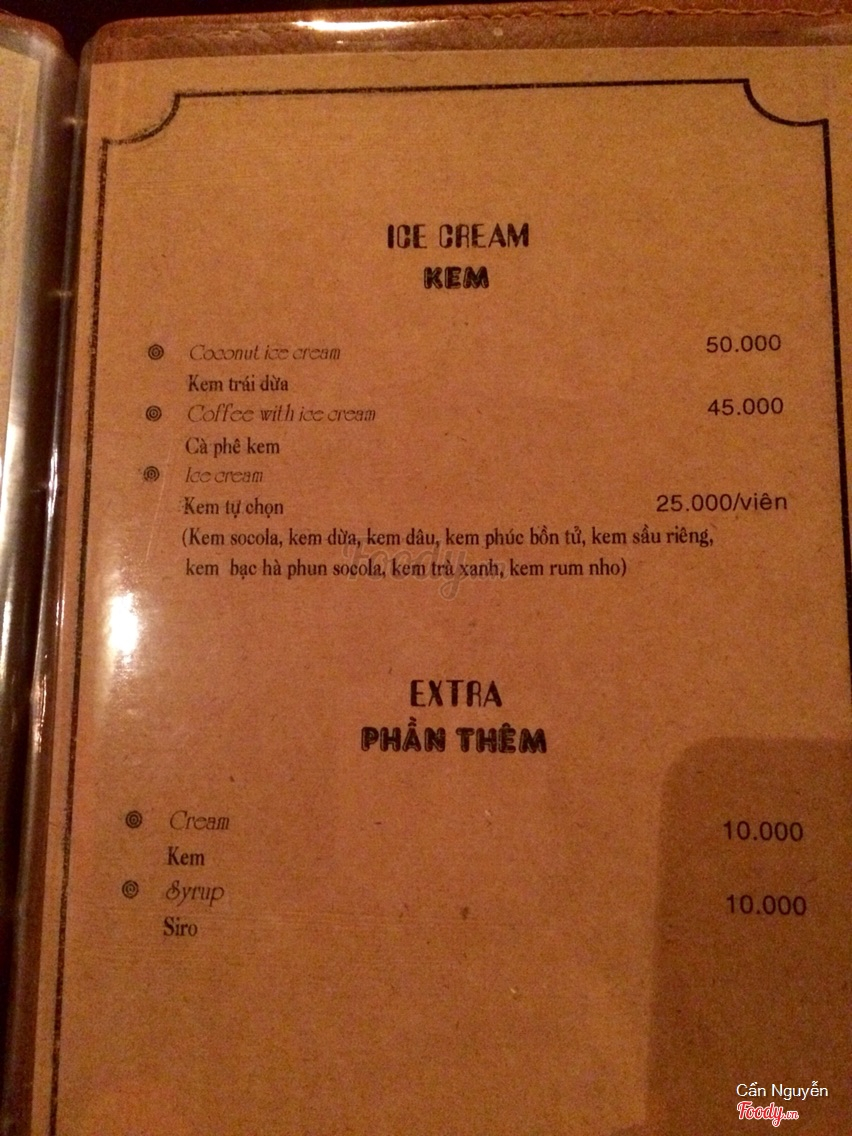 ICE CREAM
KEM
Coconut ice cream 50.000
Kem trái dừa
Coffee with ice cream 45.000
Cà phê kem
Ice cream
Kem tự chọn 25.000/viên
(Kem socola, kem dừa, kem dâu, kem phúc bồn tử, kem sầu riêng,
kem bạc hà phun socola, kem trà xanh, kem rum nho)
Foody.vn
EXTRA
PHẦN THÊM
Cream 10.000
Kem
Syrup 10.000
Siro
Cẩn Nguyễn
Foody.vn